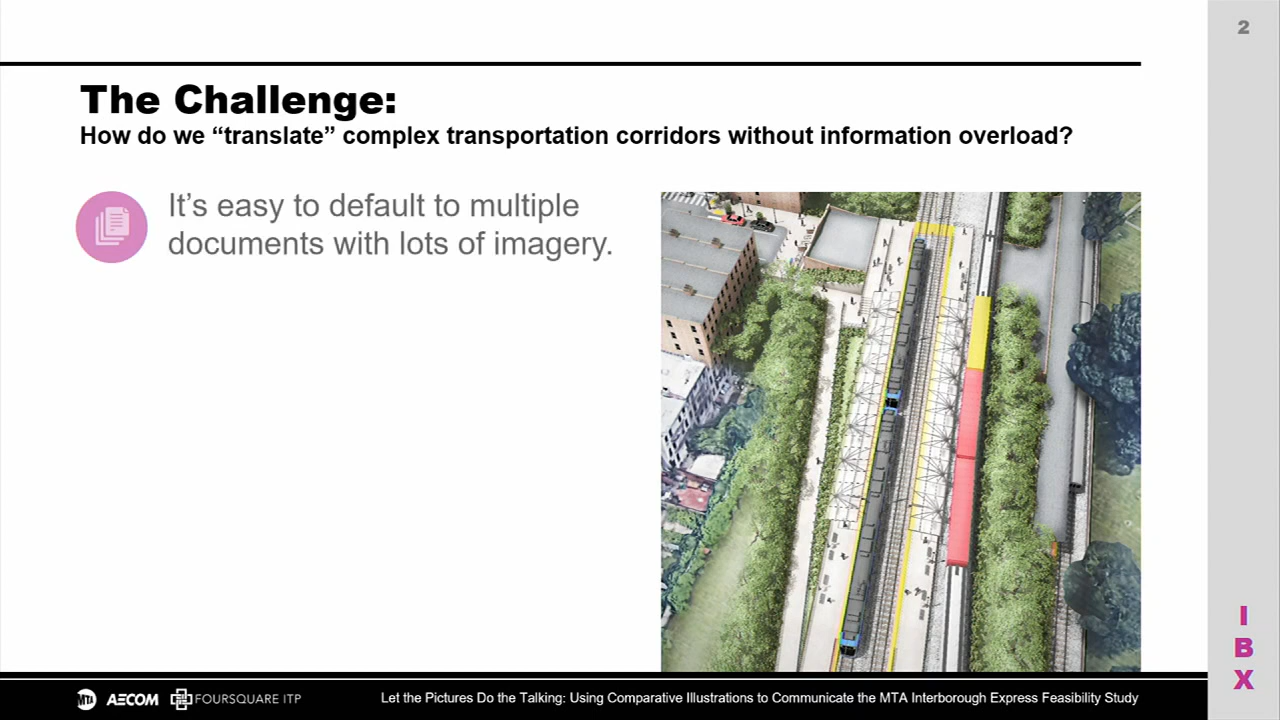 2
The Challenge:
How do we “translate” complex transportation corridors without information overload?
It’s easy to default to multiple
documents with lots of imagery.
I
B
X
MTA AECOM FOURSQUARE ITP Let the Pictures Do the Talking: Using Comparative Illustrations to Communicate the MTA Interborough Express Feasibility Study